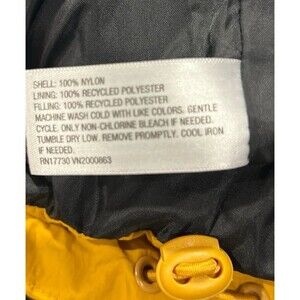 SHELL: 100% NYLON
LINING: 100% RECYCLED POLYESTER
FILLING: 100% RECYCLED POLYESTER
MACHINE WASH COLD WITH LIKE COLORS. GENTLE
CYCLE. ONLY NON-CHLORINE BLEACH IF NEEDED.
TUMBLE DRY LOW. REMOVE PROMPTLY. COOL IRON
IF NEEDED.
RN17730 VN2000863